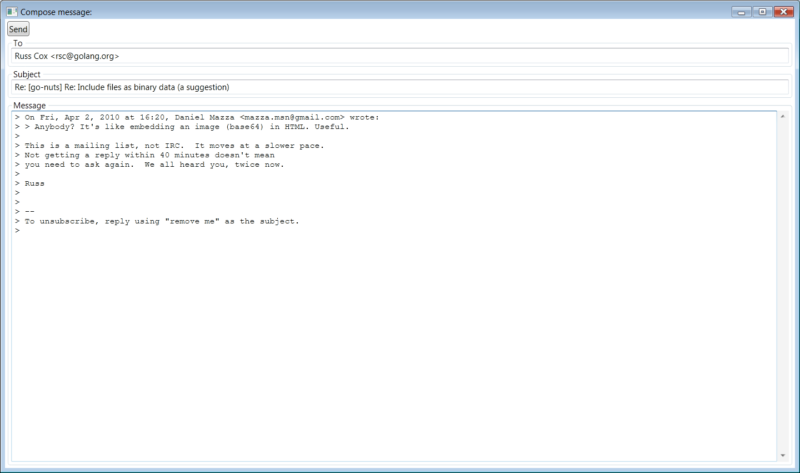 Compose message:
Send
To
Russ Cox <rsc@golang.org>
Subject
Re: [go-nuts] Re: Include files as binary data (a suggestion)
Message
> On Fri, Apr 2, 2010 at 16:20, Daniel Mazza <mazza.msn@gmail.com> wrote:
> > Anybody? It's like embedding an image (base64) in HTML. Useful.
>
> This is a mailing list, not IRC.  It moves at a slower pace.
> Not getting a reply within 40 minutes doesn't mean
> you need to ask again.  We all heard you, twice now.
>
> Russ
>
>
> --
> To unsubscribe, reply using "remove me" as the subject.
>